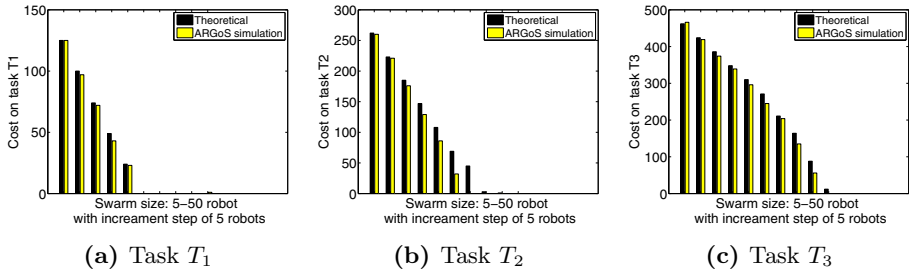 150
100
50
0
Cost on task T1
Theoretical
ARGoS simulation
Swarm size: 5−50 robot
with increament step of 5 robots
(a) Task T1
300
250
200
150
100
50
0
Cost on task T2
Theoretical
ARGoS simulation
Swarm size: 5−50 robot
with increament step of 5 robots
(b) Task T2
500
400
300
200
100
0
Cost on task T3
Theoretical
ARGoS simulation
Swarm size: 5−50 robot
with increament step of 5 robots
(c) Task T3